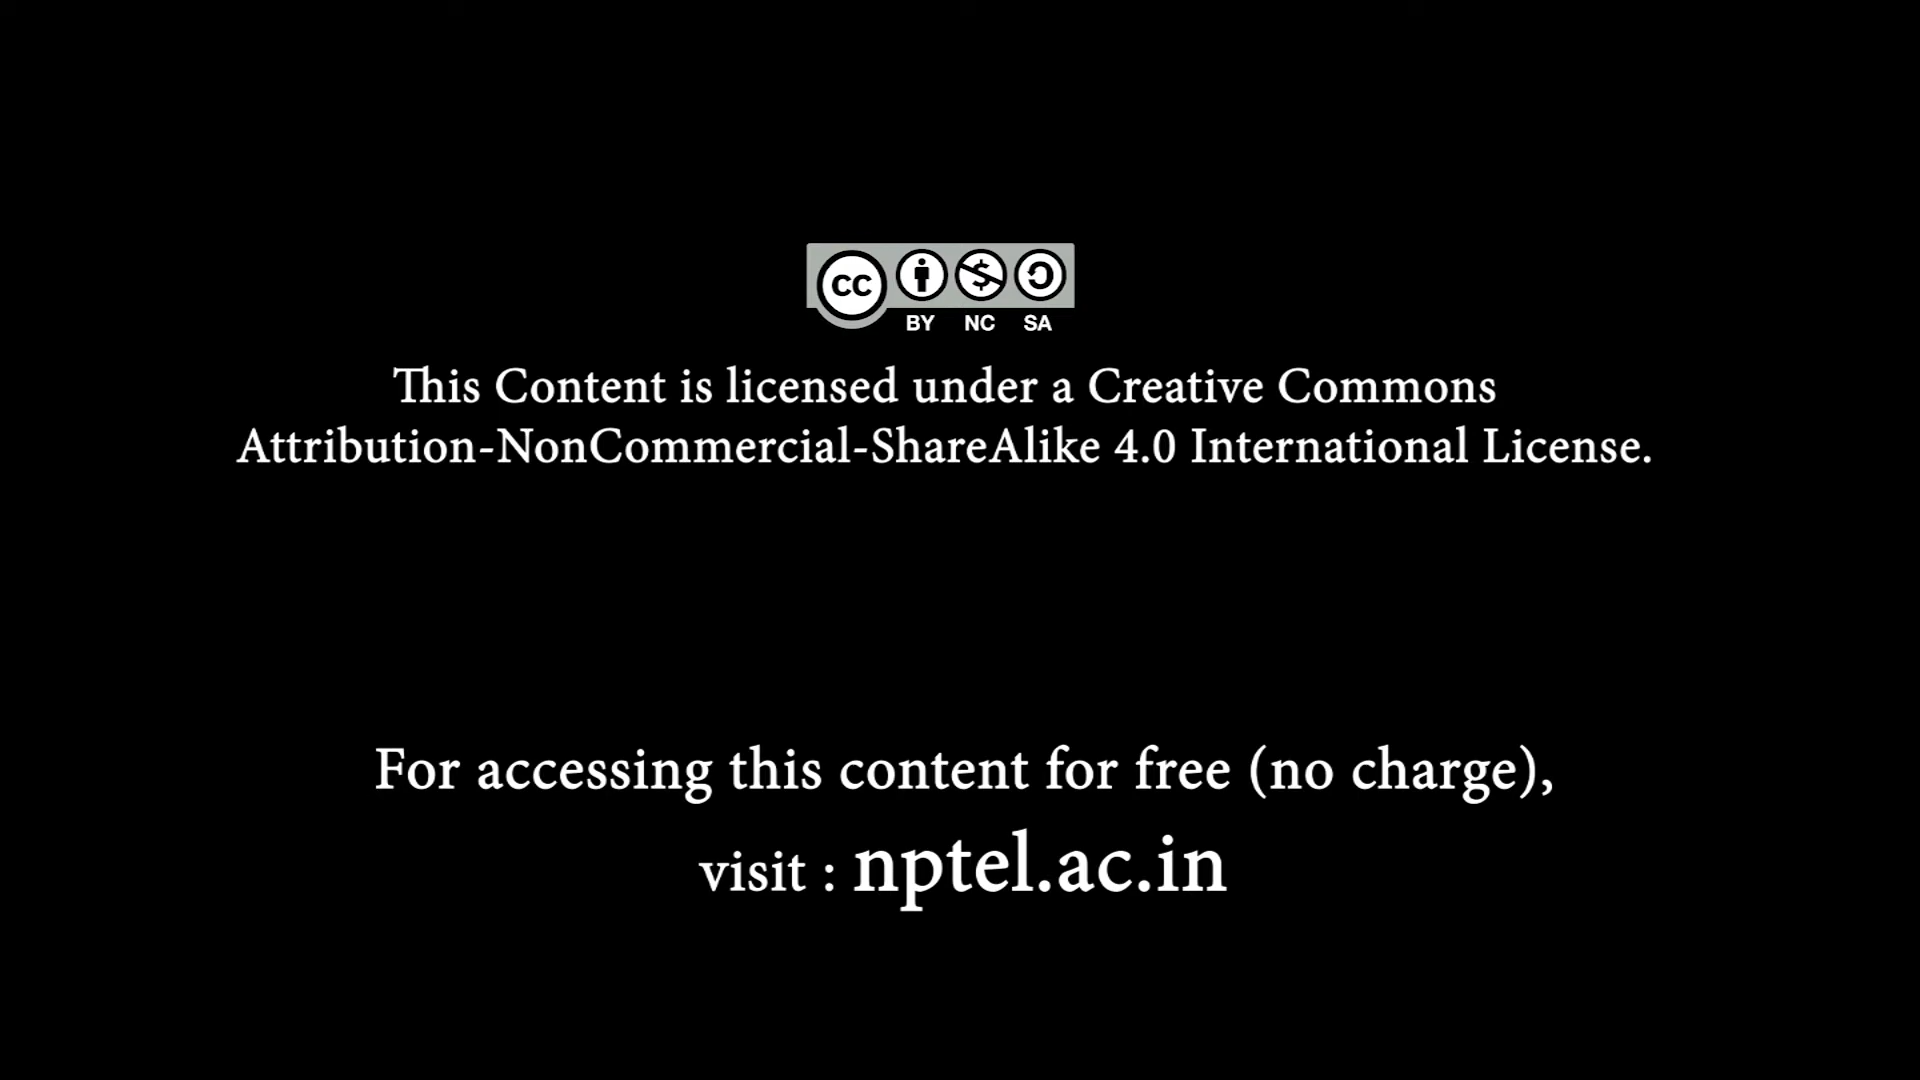 cc
BY NC SA
This Content is licensed under a Creative Commons
Attribution-NonCommercial-ShareAlike 4.0 International License.
For accessing this content for free (no charge),
visit : nptel.ac.in